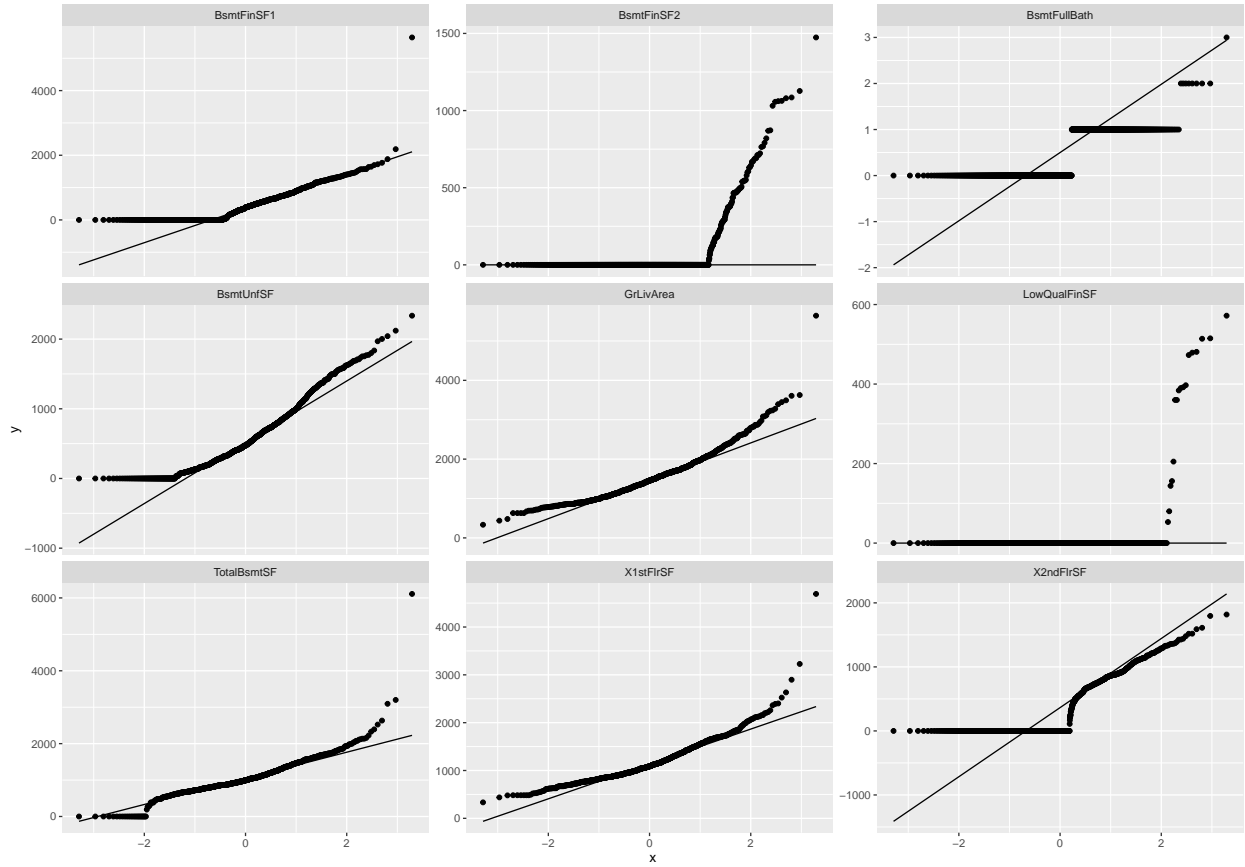 BsmtFinSF1
BsmtFinSF2
BsmtFullBath
4000
2000
0
1500
1000
500
0
3
2
1
0
−1
−2
BsmtUnfSF
GrLivArea
LowQualFinSF
y
2000
1000
0
−1000
4000
2000
0
600
400
200
0
TotalBsmtSF
X1stFlrSF
X2ndFlrSF
6000
4000
2000
0
4000
3000
2000
1000
0
2000
1000
0
−1000
−2 0 2
−2 0 2
−2 0 2
x